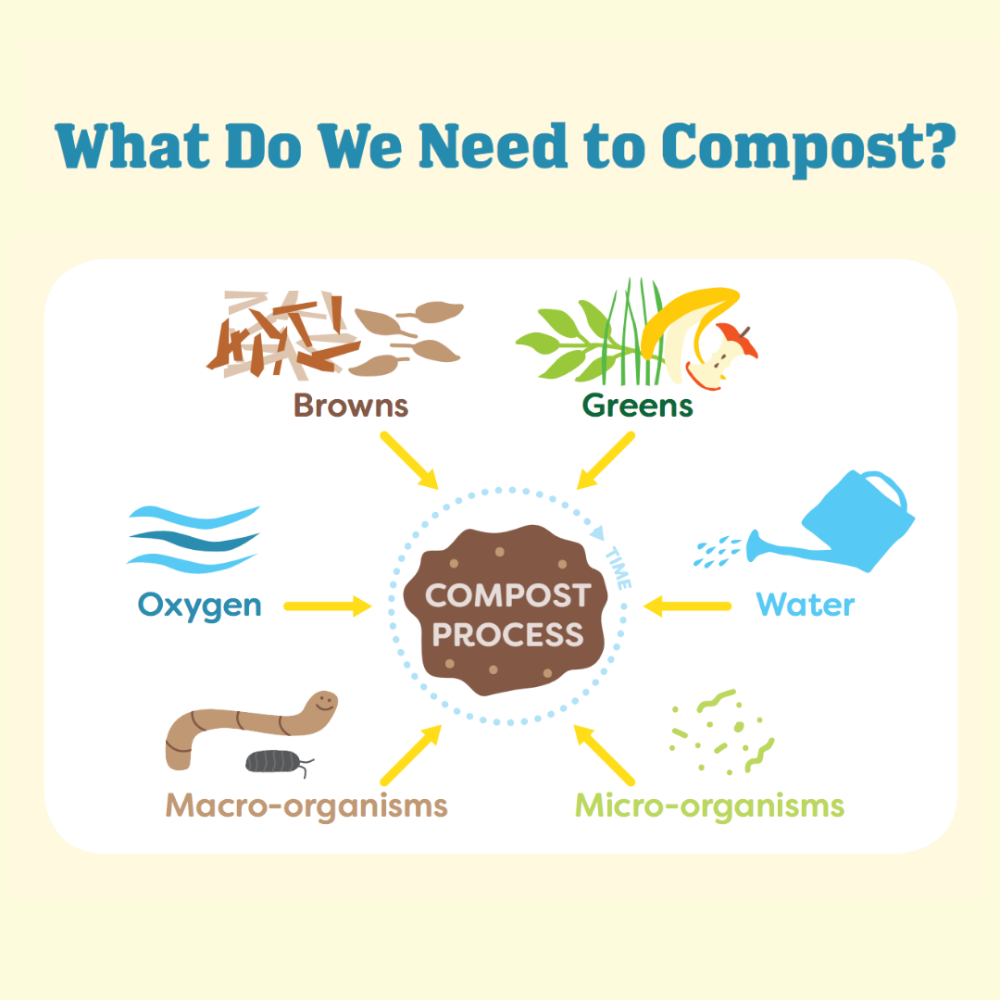 What Do We Need to Compost?
Browns
Greens
TIME
Oxygen
COMPOST
PROCESS
Water
Macro-organisms
Micro-organisms